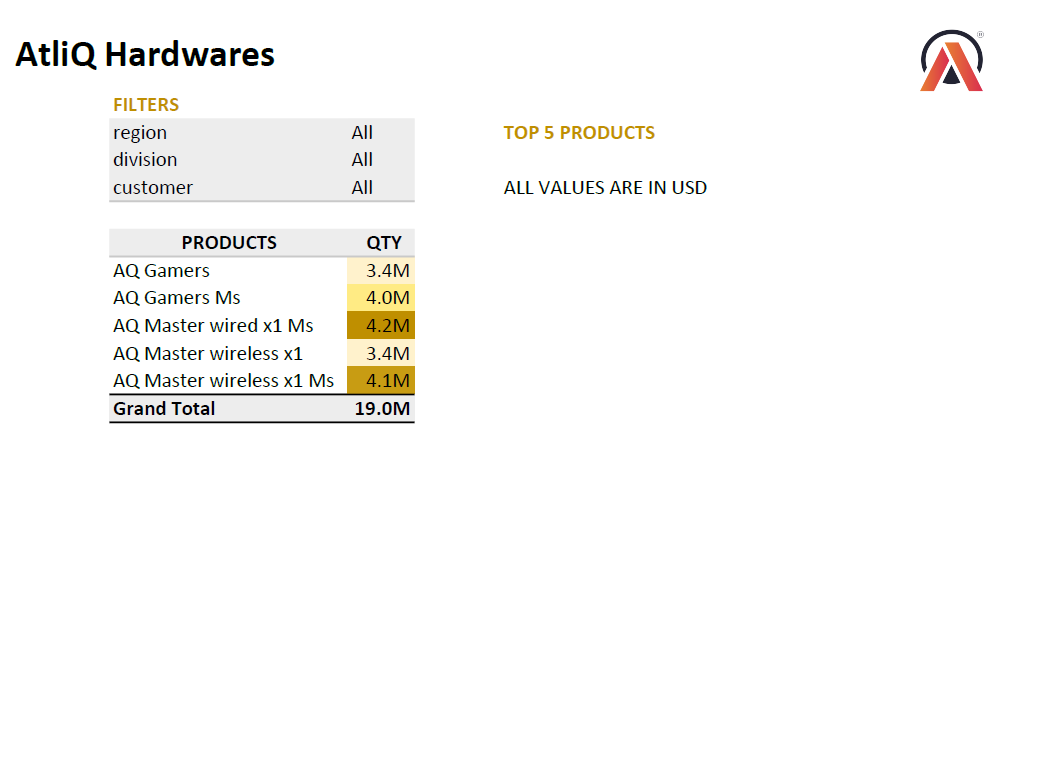 AtliQ Hardwares
®
FILTERS
region All
division All
customer All
TOP 5 PRODUCTS
ALL VALUES ARE IN USD
PRODUCTS QTY
AQ Gamers 3.4M
AQ Gamers Ms 4.0M
AQ Master wired x1 Ms 4.2M
AQ Master wireless x1 3.4M
AQ Master wireless x1 Ms 4.1M
Grand Total 19.0M